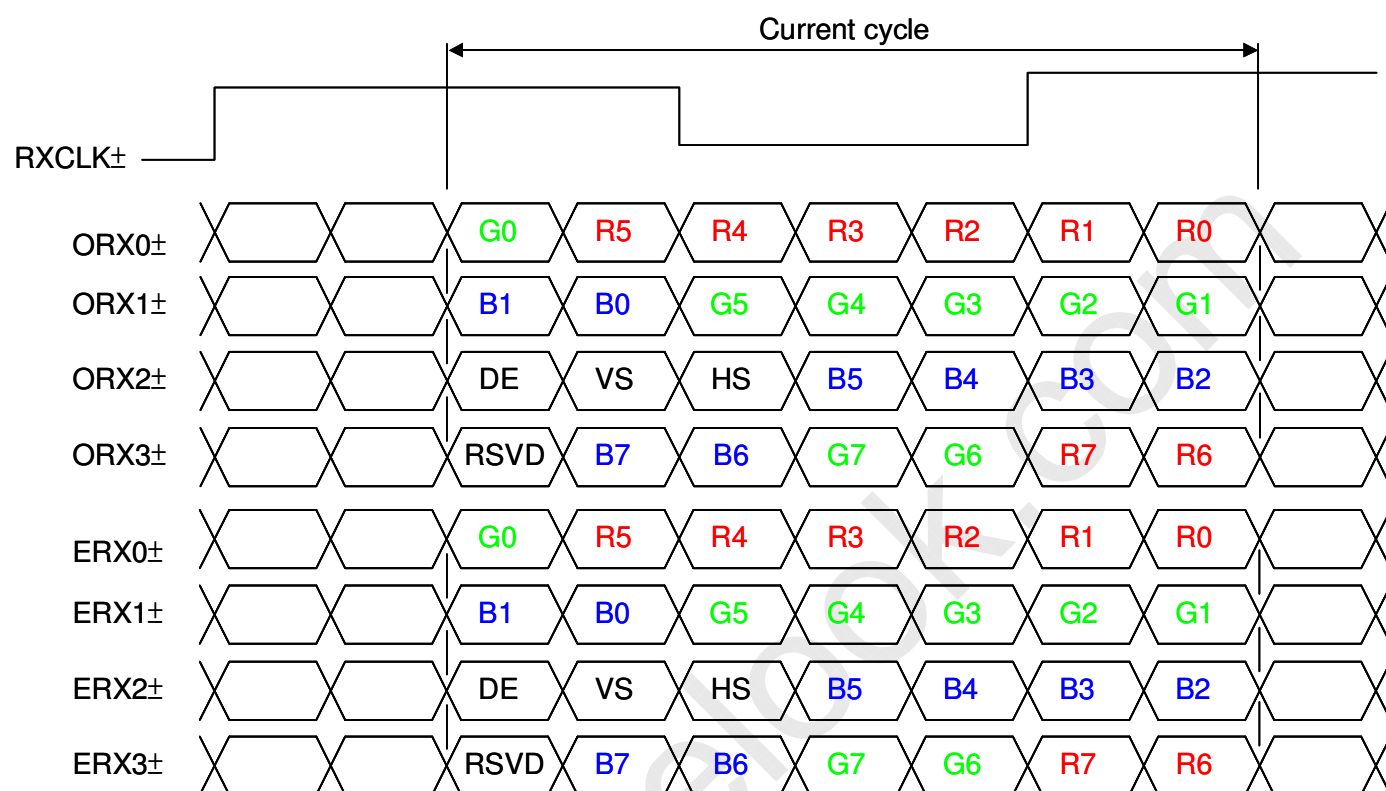 Current cycle
RXCLK±
ORX0± G0 R5 R4 R3 R2 R1 R0
ORX1± B1 B0 G5 G4 G3 G2 G1
ORX2± DE VS HS B5 B4 B3 B2
ORX3± RSVD B7 B6 G7 G6 R7 R6
ERX0± G0 R5 R4 R3 R2 R1 R0
ERX1± B1 B0 G5 G4 G3 G2 G1
ERX2± DE VS HS B5 B4 B3 B2
ERX3± RSVD B7 B6 G7 G6 R7 R6
elook.com